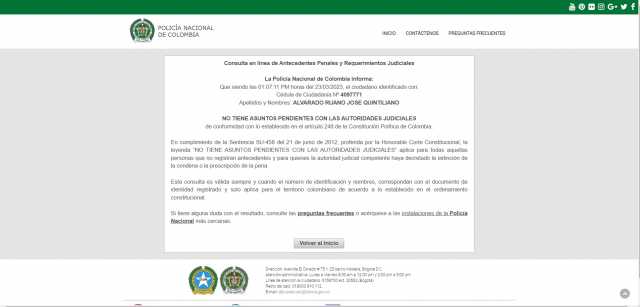 POLICÍA NACIONAL
DE COLOMBIA
INICIO CONTÁCTENOS PREGUNTAS FRECUENTES
Consulta en línea de Antecedentes Penales y Requerimientos Judiciales
La Policía Nacional de Colombia informa:
Que siendo las 01:07:11 PM horas del 23/03/2023, el ciudadano identificado con:
Cédula de Ciudadanía Nº 4097771
Apellidos y Nombres: ALVARADO RUANO JOSE QUINTILIANO
NO TIENE ASUNTOS PENDIENTES CON LAS AUTORIDADES JUDICIALES
de conformidad con lo establecido en el artículo 248 de la Constitución Política de Colombia.
En cumplimiento de la Sentencia SU-458 del 21 de junio de 2012, proferida por la Honorable Corte Constitucional, la
leyenda "NO TIENE ASUNTOS PENDIENTES CON LAS AUTORIDADES JUDICIALES" aplica para todas aquellas
personas que no registran antecedentes y para quienes la autoridad judicial competente haya decretado la extinción de
la condena o la prescripción de la pena.
Esta consulta es válida siempre y cuando el número de identificación y nombres, correspondan con el documento de
identidad registrado y solo aplica para el territorio colombiano de acuerdo a lo establecido en el ordenamiento
constitucional.
Si tiene alguna duda con el resultado, consulte las preguntas frecuentes o acérquese a las instalaciones de la Policía
Nacional más cercanas.
Volver al Inicio